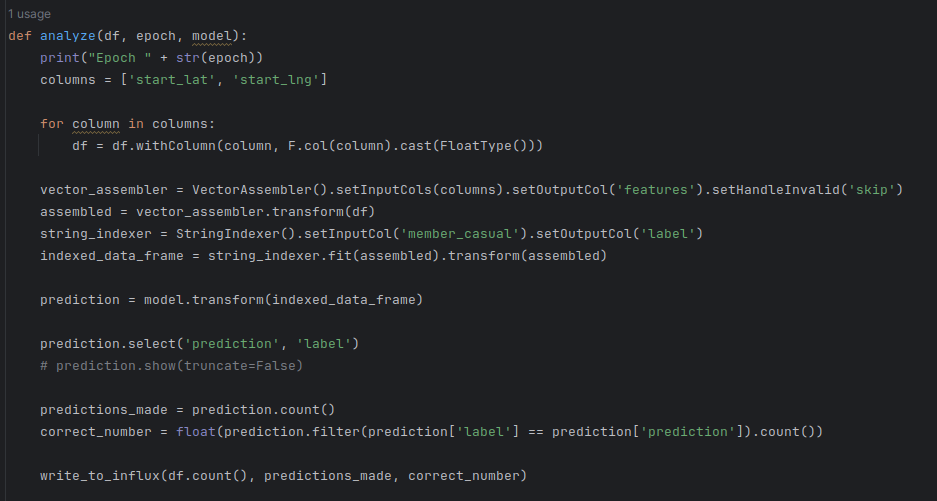 1 usage
def analyze(df, epoch, model):
    print("Epoch " + str(epoch))
    columns = ['start_lat', 'start_lng']
    for column in columns:
        df = df.withColumn(column, F.col(column).cast(FloatType()))
    vector_assembler = VectorAssembler().setInputCols(columns).setOutputCol('features').setHandleInvalid('skip')
    assembled = vector_assembler.transform(df)
    string_indexer = StringIndexer().setInputCol('member_casual').setOutputCol('label')
    indexed_data_frame = string_indexer.fit(assembled).transform(assembled)
    prediction = model.transform(indexed_data_frame)
    prediction.select('prediction', 'label')
    # prediction.show(truncate=False)
    predictions_made = prediction.count()
    correct_number = float(prediction.filter(prediction['label'] == prediction['prediction']).count())
    write_to_influx(df.count(), predictions_made, correct_number)